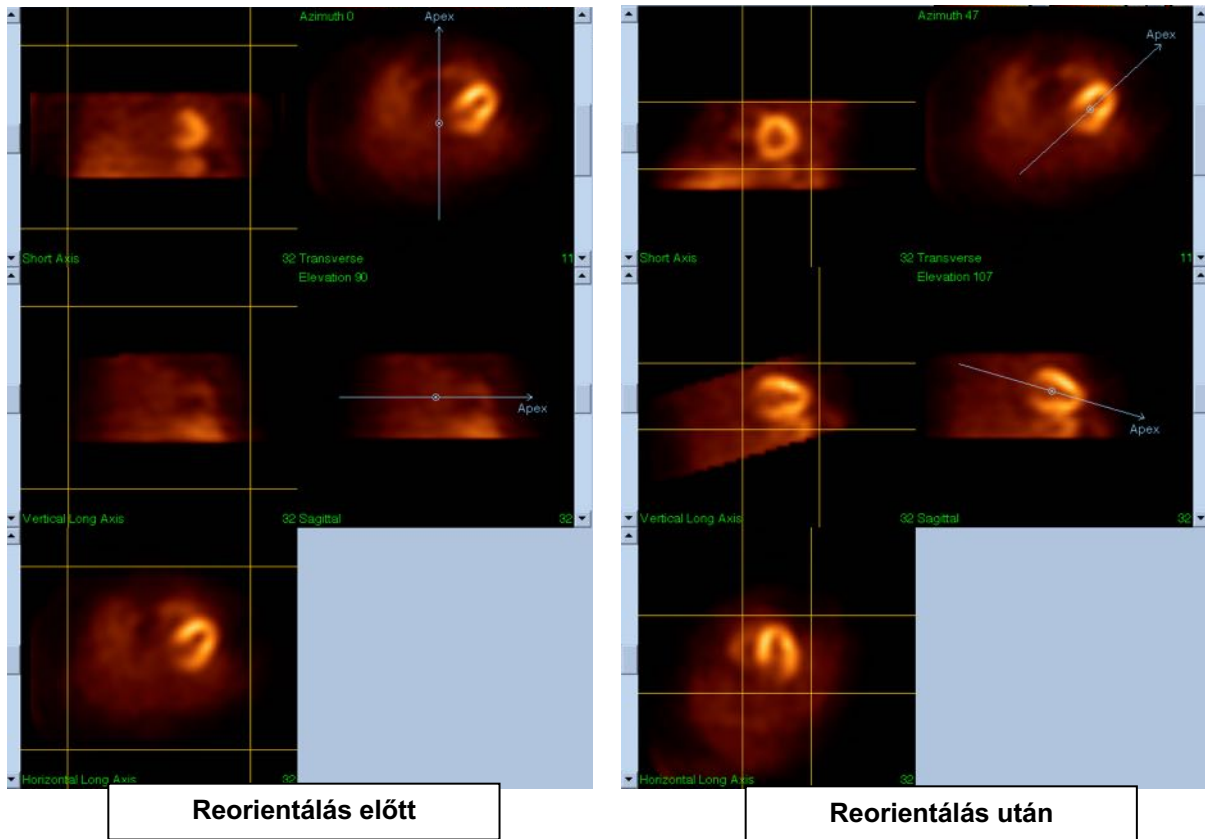 Azimuth 0
Apex
Short Axis 32
Transverse 11
Elevation 90
Apex
Vertical Long Axis 32
Sagittal 32
Horizontal Long Axis 32
Reorientálás előtt
Azimuth 47
Apex
Short Axis 32
Transverse 11
Elevation 107
Apex
Vertical Long Axis 32
Sagittal 32
Horizontal Long Axis 32
Reorientálás után